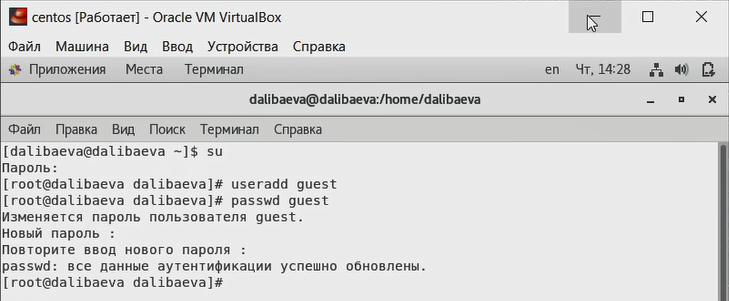 centos [Работает] - Oracle VM VirtualBox
Файл Машина Вид Ввод Устройства Справка
Приложения Места Терминал en Чт, 14:28
dalibaeva@dalibaeva:/home/dalibaeva
Файл Правка Вид Поиск Терминал Справка
[dalibaeva@dalibaeva ~]$ su
Пароль:
[root@dalibaeva dalibaeva]# useradd guest
[root@dalibaeva dalibaeva]# passwd guest
Изменяется пароль пользователя guest.
Новый пароль :
Повторите ввод нового пароля :
passwd: все данные аутентификации успешно обновлены.
[root@dalibaeva dalibaeva]#